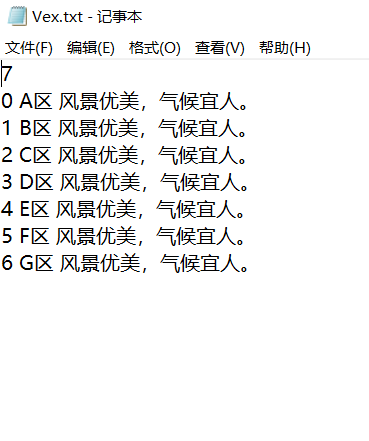 Vex.txt - 记事本
文件(F) 编辑(E) 格式(O) 查看(V) 帮助(H)
7
0 A区 风景优美，气候宜人。
1 B区 风景优美，气候宜人。
2 C区 风景优美，气候宜人。
3 D区 风景优美，气候宜人。
4 E区 风景优美，气候宜人。
5 F区 风景优美，气候宜人。
6 G区 风景优美，气候宜人。